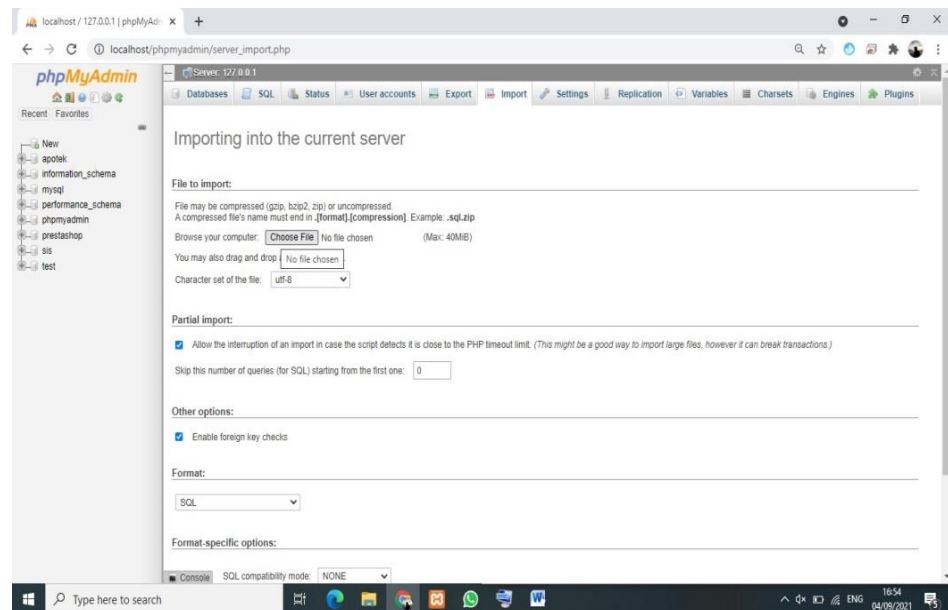 localhost / 127.0.0.1 | phpMyAdn
localhost/phpmyadmin/server_import.php
phpMyAdmin
Recent Favorites
New
apotek
information_schema
mysql
performance_schema
phpmyadmin
prestashop
sis
test
Server: 127.0.0.1
Databases SQL Status User accounts Export Import Settings Replication Variables Charsets Engines Plugins
Importing into the current server
File to import:
File may be compressed (gzip, bzip2, zip) or uncompressed.
A compressed file's name must end in .[format].[compression]. Example: .sql.zip
Browse your computer: Choose File No file chosen (Max: 40MiB)
You may also drag and drop
No file chosen
Character set of the file: utf-8
Partial import:
Allow the interruption of an import in case the script detects it is close to the PHP timeout limit. (This might be a good way to import large files, however it can break transactions.)
Skip this number of queries (for SQL) starting from the first one: 0
Other options:
Enable foreign key checks
Format:
SQL
Format-specific options:
Console SQL compatibility mode: NONE
Type here to search
W
ENG
16:54
04/09/2021